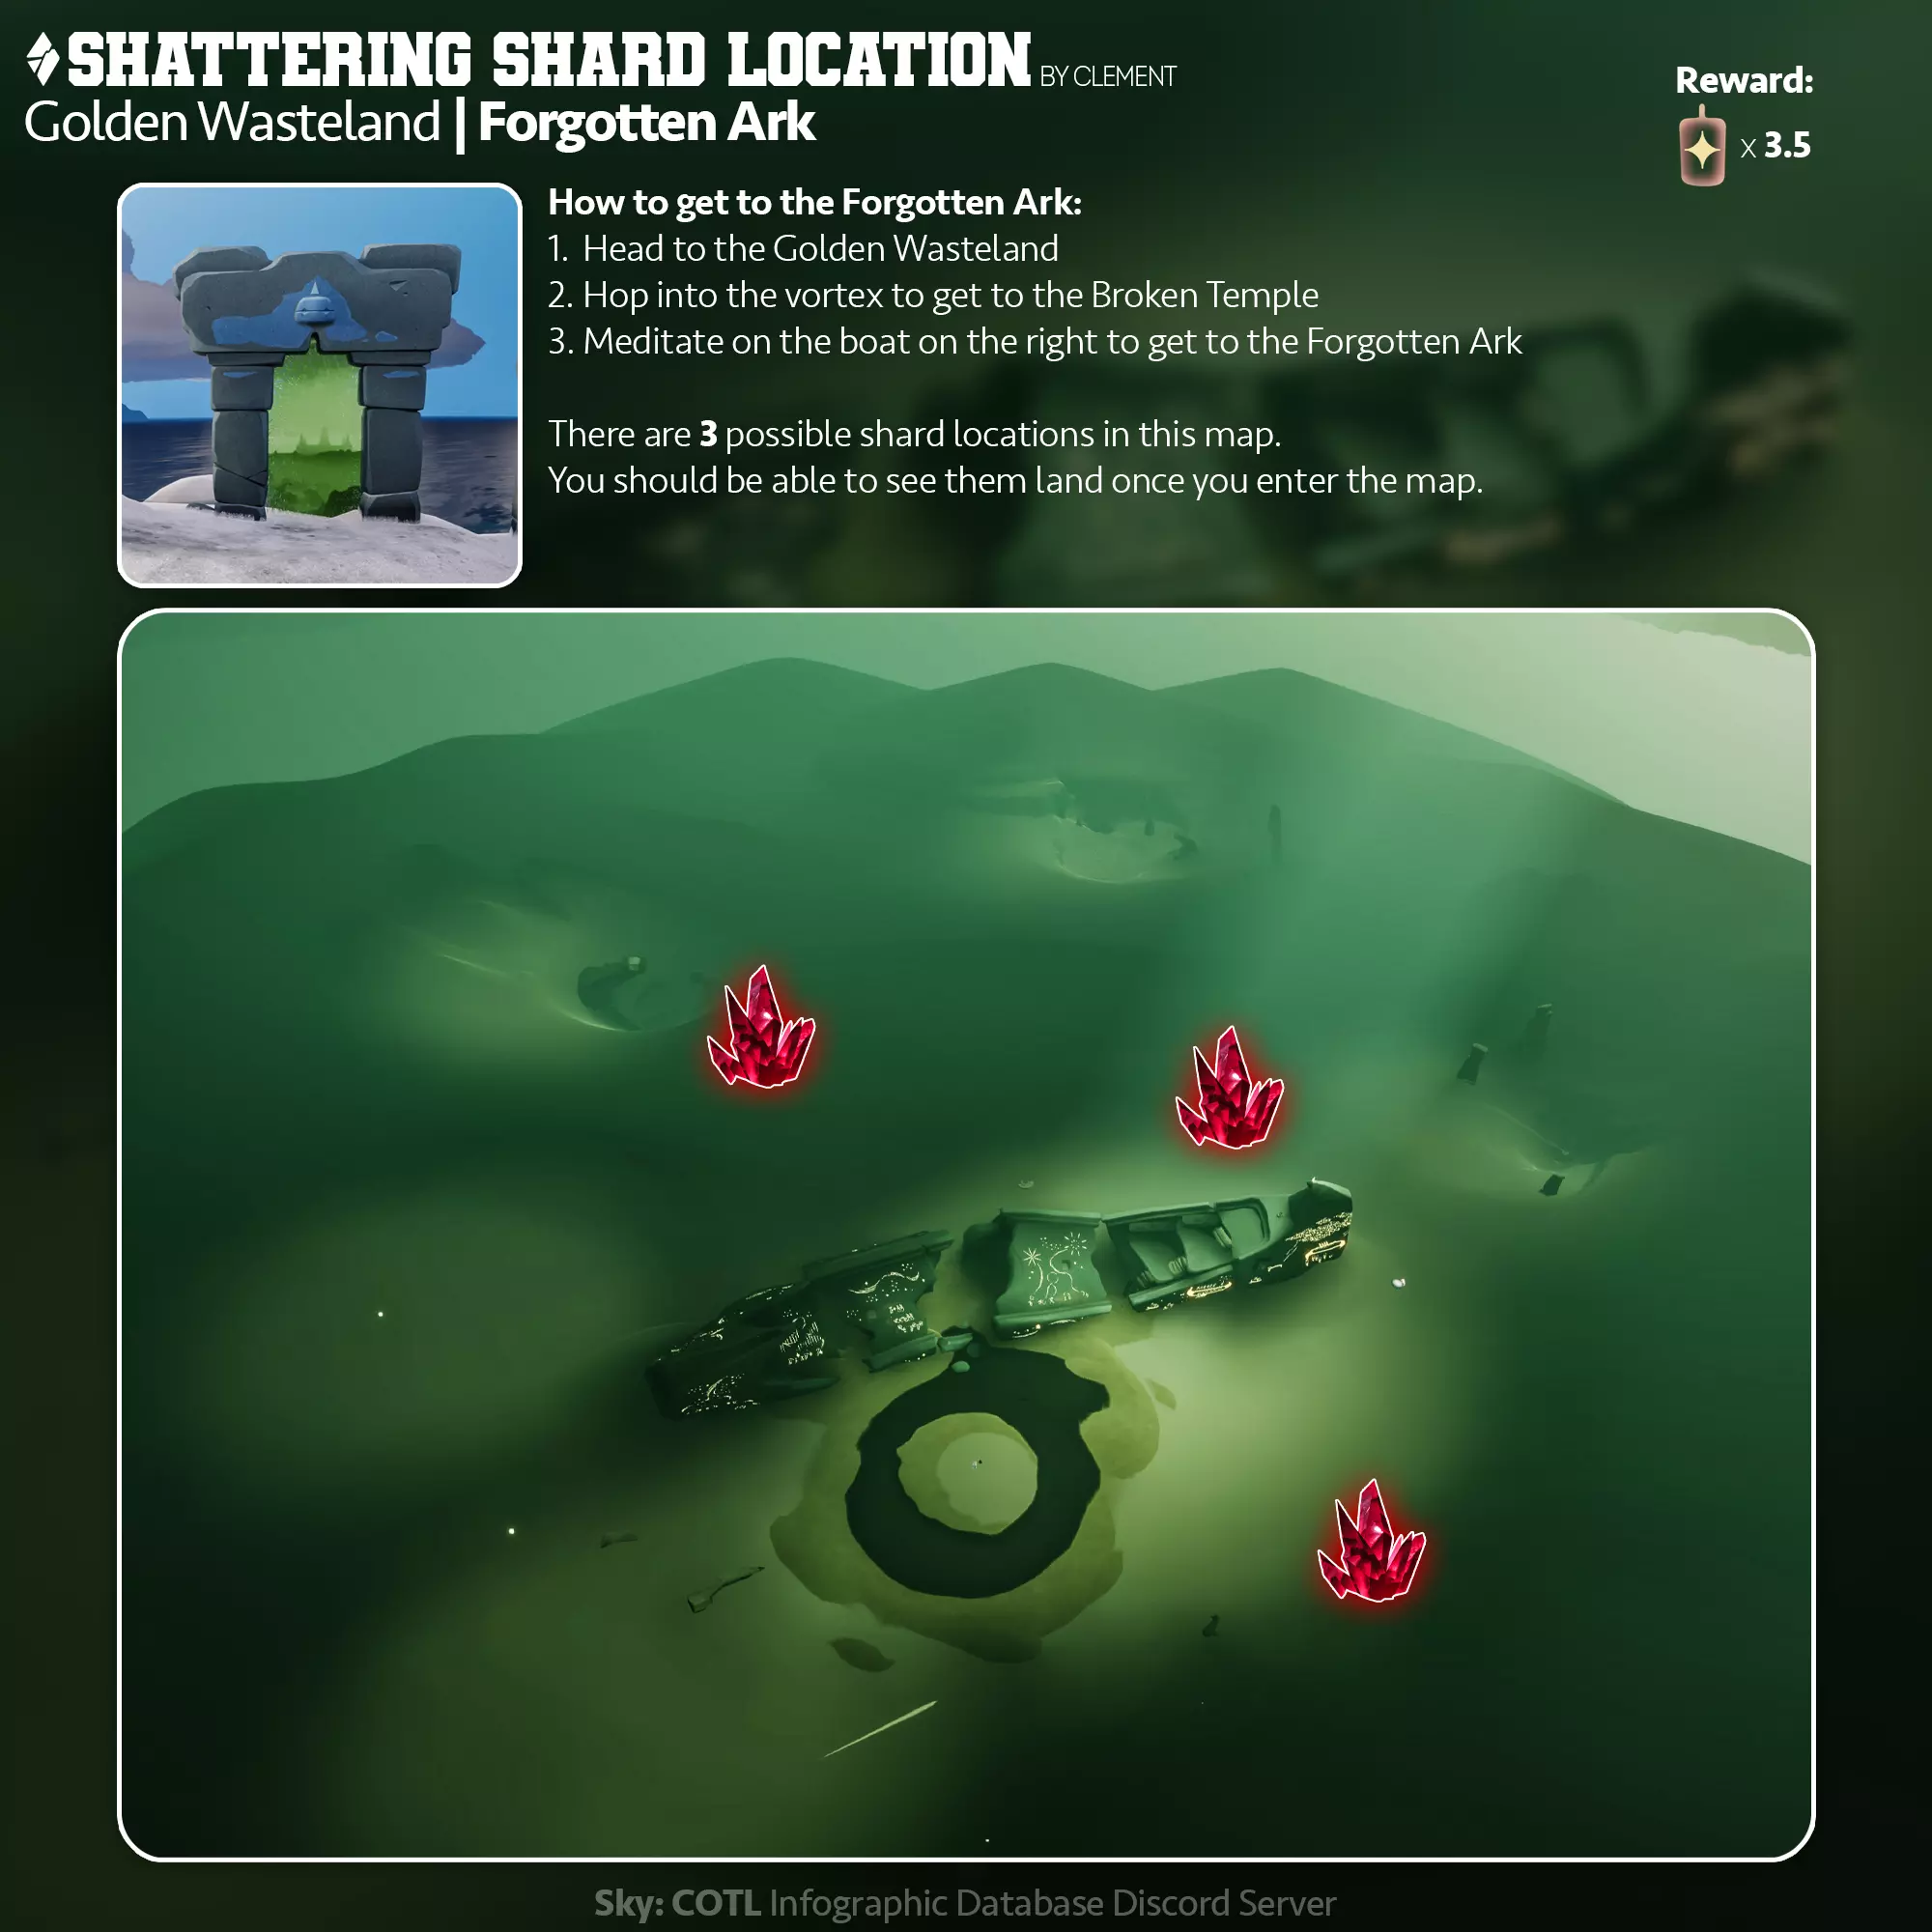 SHATTERING SHARD LOCATION BY CLEMENT
Golden Wasteland | Forgotten Ark
Reward:
x 3.5
How to get to the Forgotten Ark:
1. Head to the Golden Wasteland
2. Hop into the vortex to get to the Broken Temple
3. Meditate on the boat on the right to get to the Forgotten Ark
There are 3 possible shard locations in this map.
You should be able to see them land once you enter the map.
Sky: COTL Infographic Database Discord Server